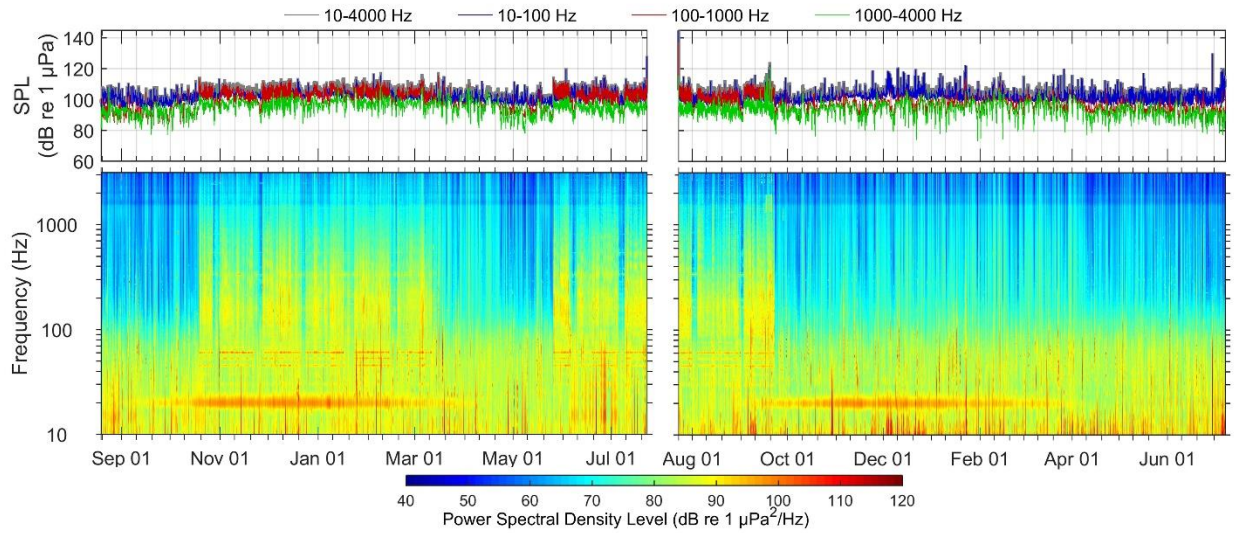 10-4000 Hz 10-100 Hz 100-1000 Hz 1000-4000 Hz
140
120
100
80
60
SPL
(dB re 1 µPa)
1000
100
10
Frequency (Hz)
Sep 01 Nov 01 Jan 01 Mar 01 May 01 Jul 01 Aug 01 Oct 01 Dec 01 Feb 01 Apr 01 Jun 01
40 50 60 70 80 90 100 110 120
Power Spectral Density Level (dB re 1 µPa²/Hz)